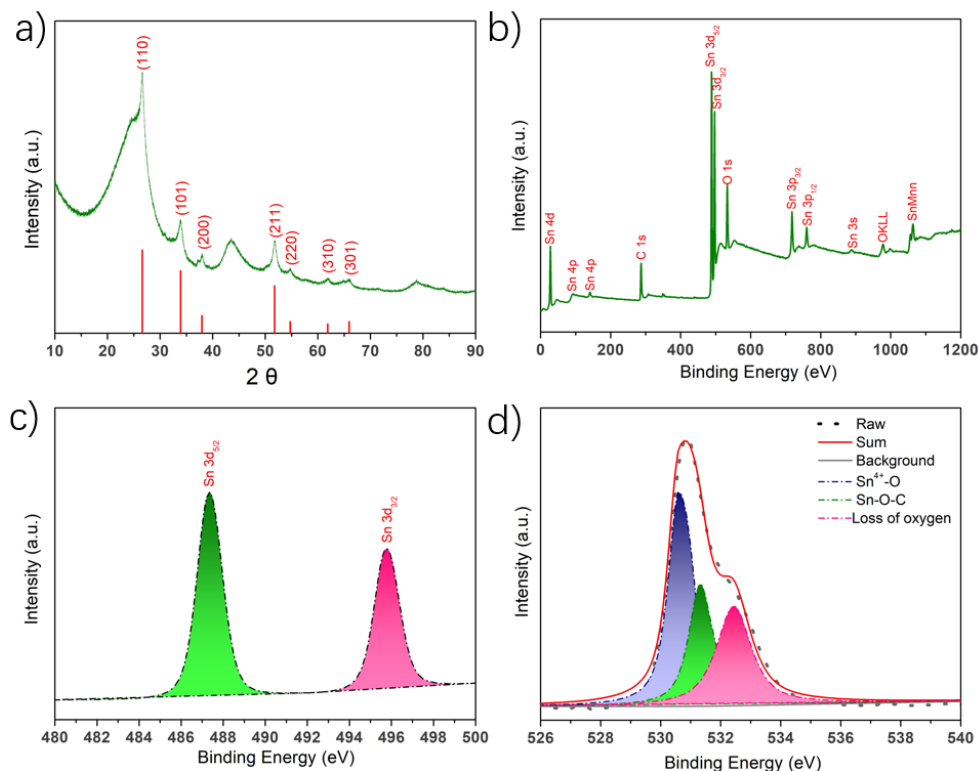 a)
Intensity (a.u.)
(110)
(101)
(200)
(211)
(220)
(310)
(301)
10 20 30 40 50 60 70 80 90
2 θ
b)
Intensity (a.u.)
Sn 4d
Sn 4p
Sn 4p
C 1s
Sn 3d5/2
Sn 3d3/2
O 1s
Sn 3p3/2
Sn 3p1/2
Sn 3s
OKLL
SnMnn
0 200 400 600 800 1000 1200
Binding Energy (eV)
c)
Intensity (a.u.)
Sn 3d5/2
Sn 3d3/2
480 482 484 486 488 490 492 494 496 498 500
Binding Energy (eV)
d)
Intensity (a.u.)
Raw
Sum
Background
Sn⁴⁺-O
Sn-O-C
Loss of oxygen
526 528 530 532 534 536 538 540
Binding Energy (eV)